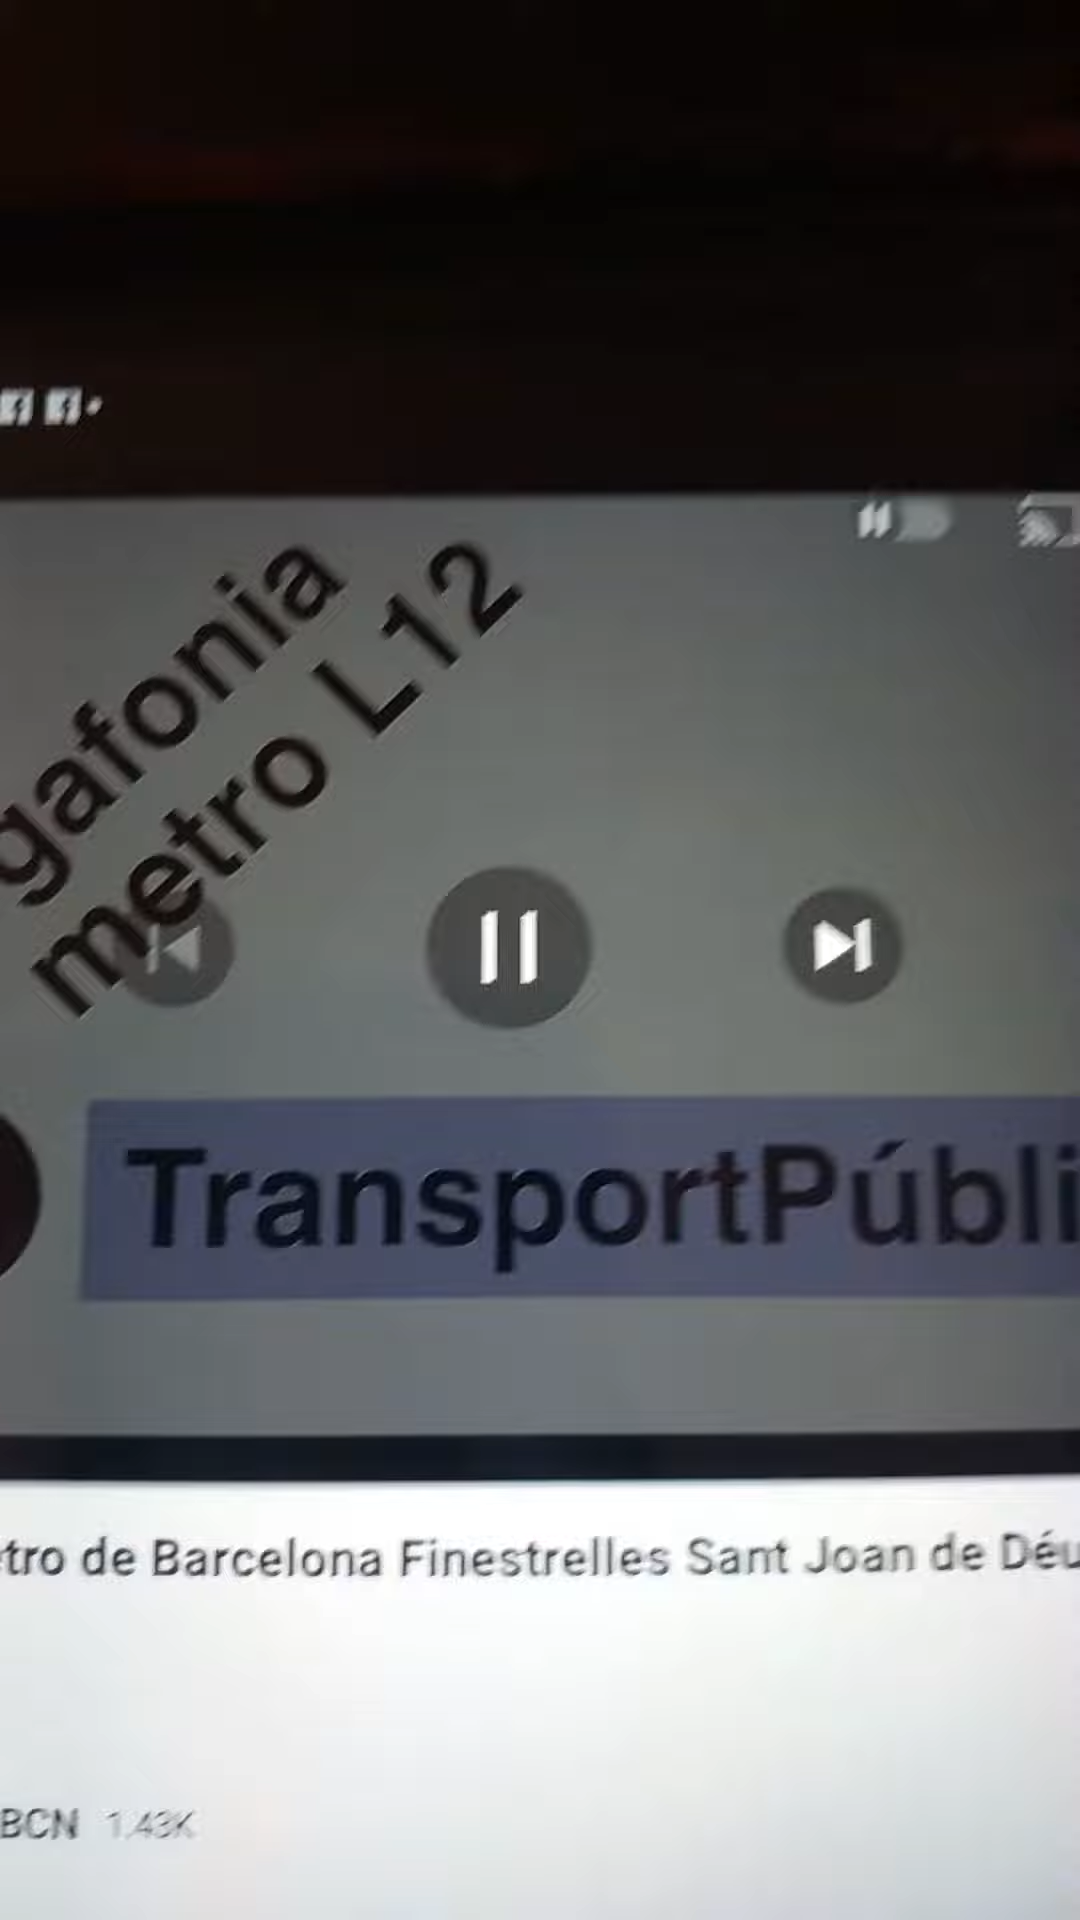 gafonia
metro L12
TransportPúbli
tro de Barcelona Finestrelles Sant Joan de Déu
BCN 1.43K